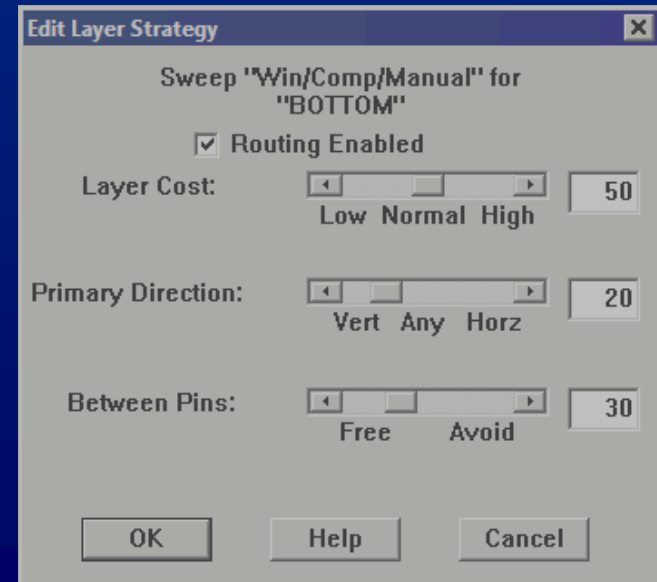 Edit Layer Strategy
Sweep "Win/Comp/Manual" for
"BOTTOM"
Routing Enabled
Layer Cost: 50
Low Normal High
Primary Direction: 20
Vert Any Horz
Between Pins: 30
Free Avoid
OK Help Cancel